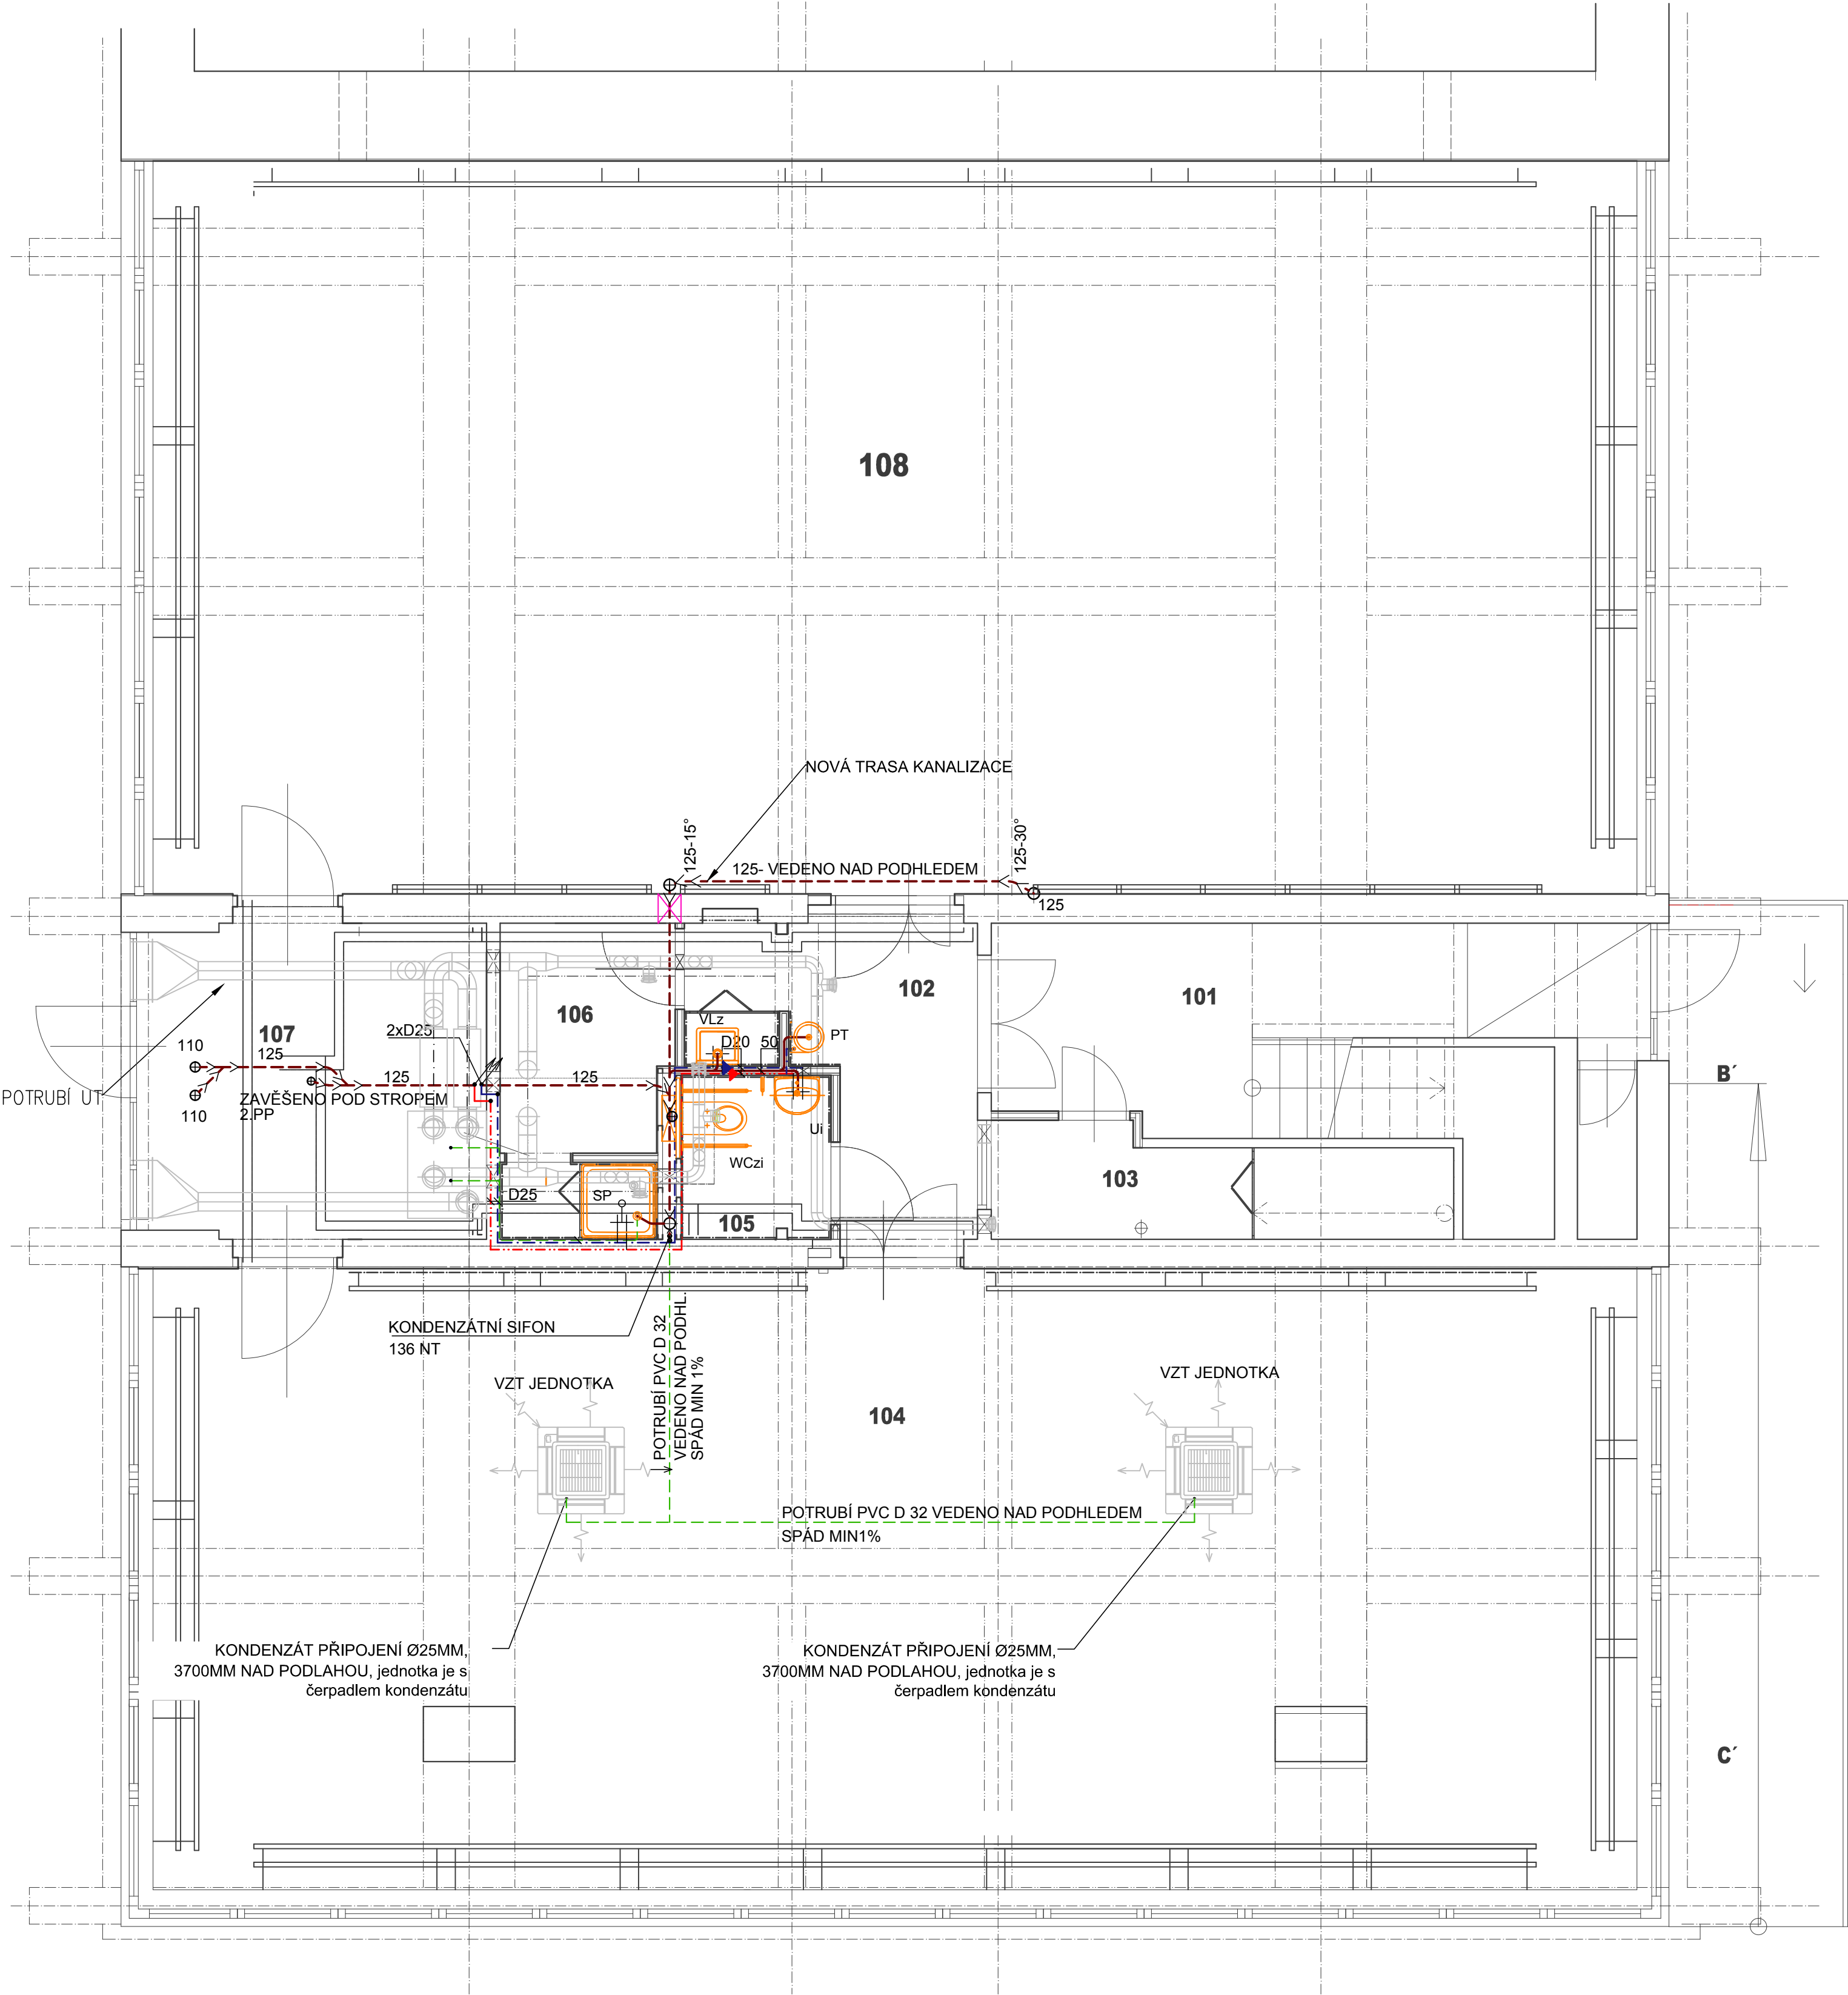 108
NOVÁ TRASA KANALIZACE
125-15°
125- VEDENO NAD PODHLEDEM
125-30°
125
102
101
106
107
2xD25
VLz
D20
50
PT
110
125
125
125
POTRUBÍ UT
110
ZAVĚŠENO POD STROPEM
2.PP
B´
Ui
WCzi
103
D25
SP
105
KONDENZÁTNÍ SIFON
136 NT
POTRUBÍ PVC D 32
VEDENO NAD PODHL.
SPÁD MIN 1%
VZT JEDNOTKA
VZT JEDNOTKA
104
POTRUBÍ PVC D 32 VEDENO NAD PODHLEDEM
SPÁD MIN1%
KONDENZÁT PŘIPOJENÍ Ø25MM,
3700MM NAD PODLAHOU, jednotka je s
čerpadlem kondenzátu
KONDENZÁT PŘIPOJENÍ Ø25MM,
3700MM NAD PODLAHOU, jednotka je s
čerpadlem kondenzátu
C´